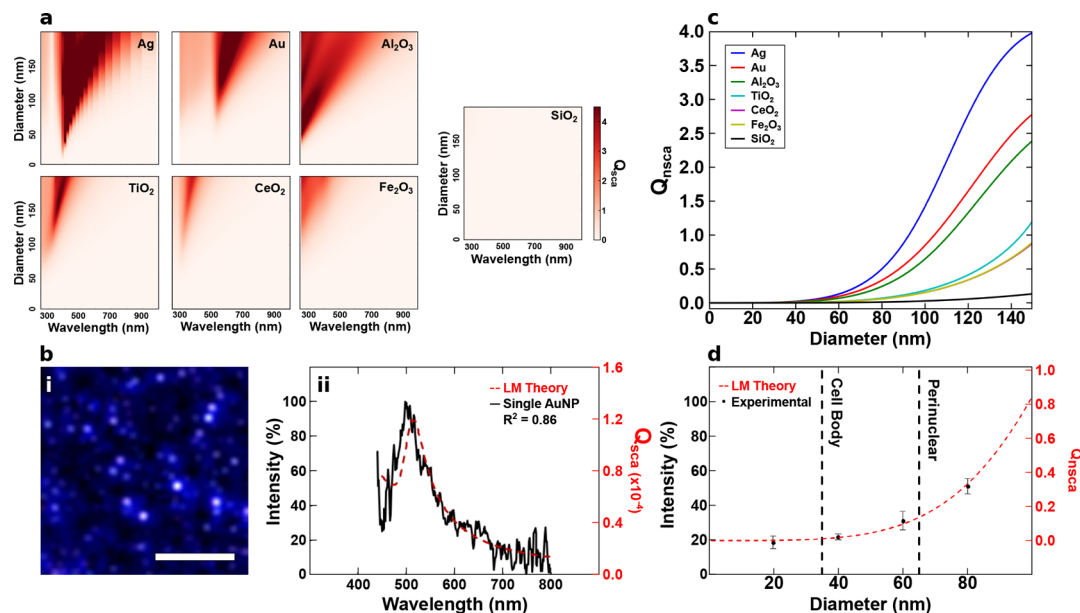 a
Ag
Au
Al2O3
Diameter (nm)
0 50 100 150
TiO2
CeO2
Fe2O3
Diameter (nm)
0 50 100 150
300 500 700 900
300 500 700 900
300 500 700 900
Wavelength (nm)
Wavelength (nm)
Wavelength (nm)
SiO2
Diameter (nm)
0 50 100 150
300 500 700 900
Wavelength (nm)
4
3
2
1
0
Qsca
c
4.0
3.5
3.0
2.5
2.0
1.5
1.0
0.5
0.0
Qnsca
Ag
Au
Al2O3
TiO2
CeO2
Fe2O3
SiO2
0 20 40 60 80 100 120 140
Diameter (nm)
b
i
ii
LM Theory
Single AuNP
R2 = 0.86
100
80
60
40
20
0
Intensity (%)
300 400 500 600 700 800
Wavelength (nm)
1.6
1.2
0.8
0.4
0.0
Qsca (x10-4)
d
LM Theory
Experimental
Cell Body
Perinuclear
100
80
60
40
20
0
Intensity (%)
20 40 60 80
Diameter (nm)
1.0
0.8
0.6
0.4
0.2
0.0
Qnsca